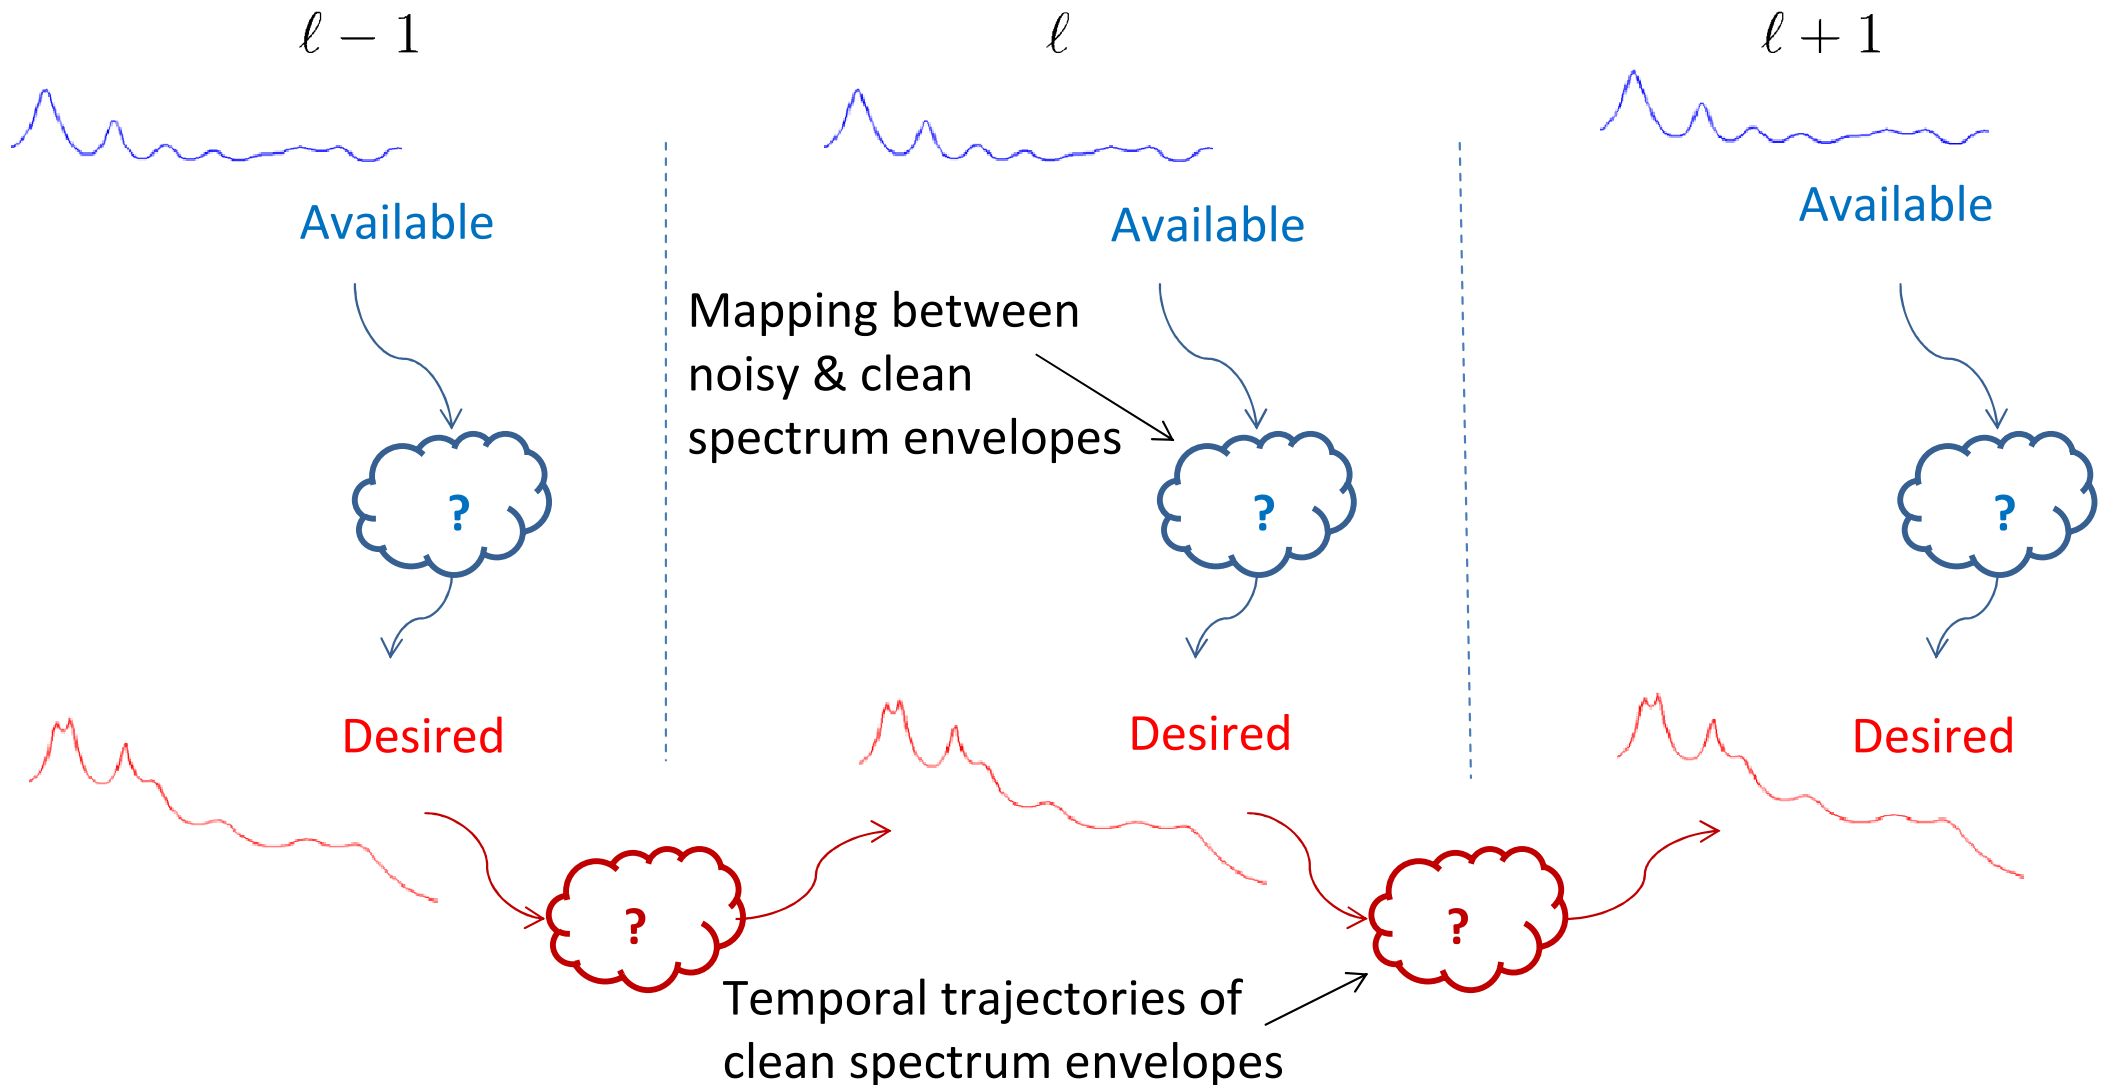 ℓ − 1
ℓ
ℓ + 1
Available
Available
Available
Mapping between
noisy & clean
spectrum envelopes
?
?
?
Desired
Desired
Desired
?
?
Temporal trajectories of
clean spectrum envelopes